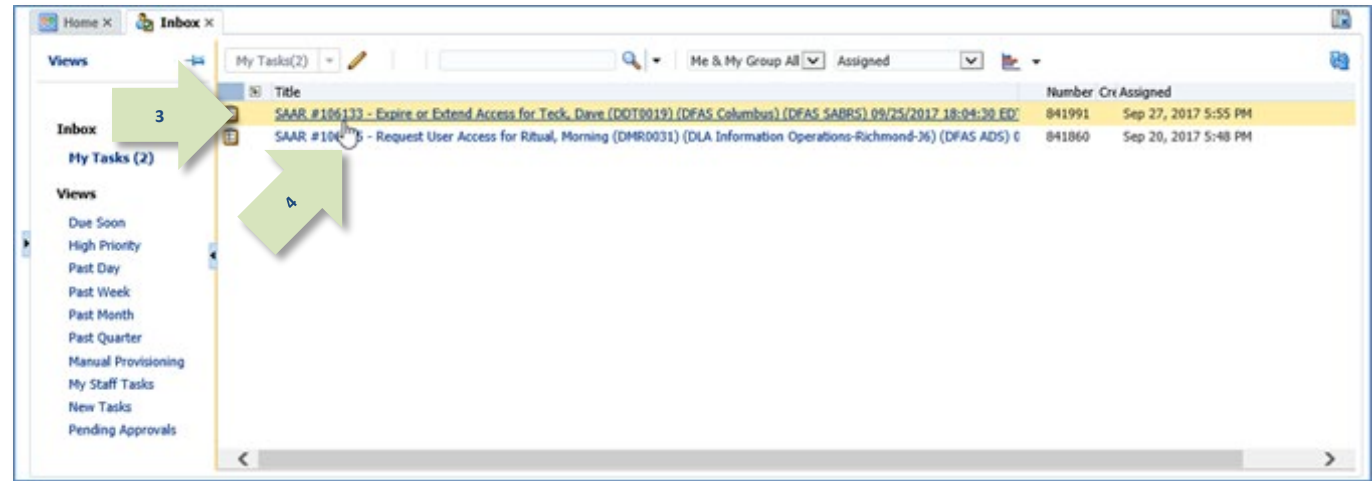 Home × Inbox ×
Views My Tasks(2) Me & My Group All Assigned
Title Number Cre Assigned
3 SAAR #106133 - Expire or Extend Access for Teck, Dave (DDT0019) (DFAS Columbus) (DFAS SABRS) 09/25/2017 18:04:30 EDT 841991 Sep 27, 2017 5:55 PM
Inbox SAAR - Request User Access for Ritual, Morning (DMR0031) (DLA Information Operations-Richmond-J6) (DFAS ADS) 0 841860 Sep 20, 2017 5:48 PM
My Tasks (2)
Views
4
Due Soon
High Priority
Past Day
Past Week
Past Month
Past Quarter
Manual Provisioning
My Staff Tasks
New Tasks
Pending Approvals